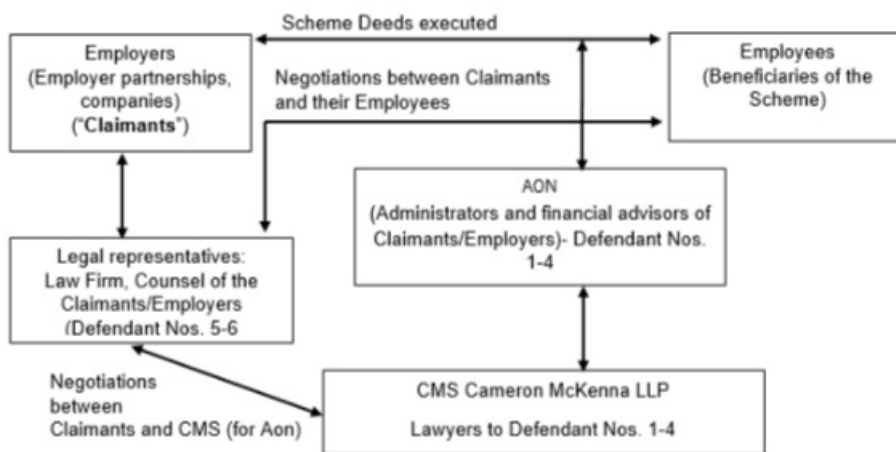 Scheme Deeds executed
Employers
(Employer partnerships,
companies)
("Claimants")
Negotiations between Claimants
and their Employees
Employees
(Beneficiaries of the
Scheme)
AON
(Administrators and financial advisors of
Claimants/Employers)- Defendant Nos.
1-4
Legal representatives:
Law Firm, Counsel of the
Claimants/Employers
(Defendant Nos. 5-6
Negotiations
between
Claimants and CMS (for Aon)
CMS Cameron McKenna LLP
Lawyers to Defendant Nos. 1-4